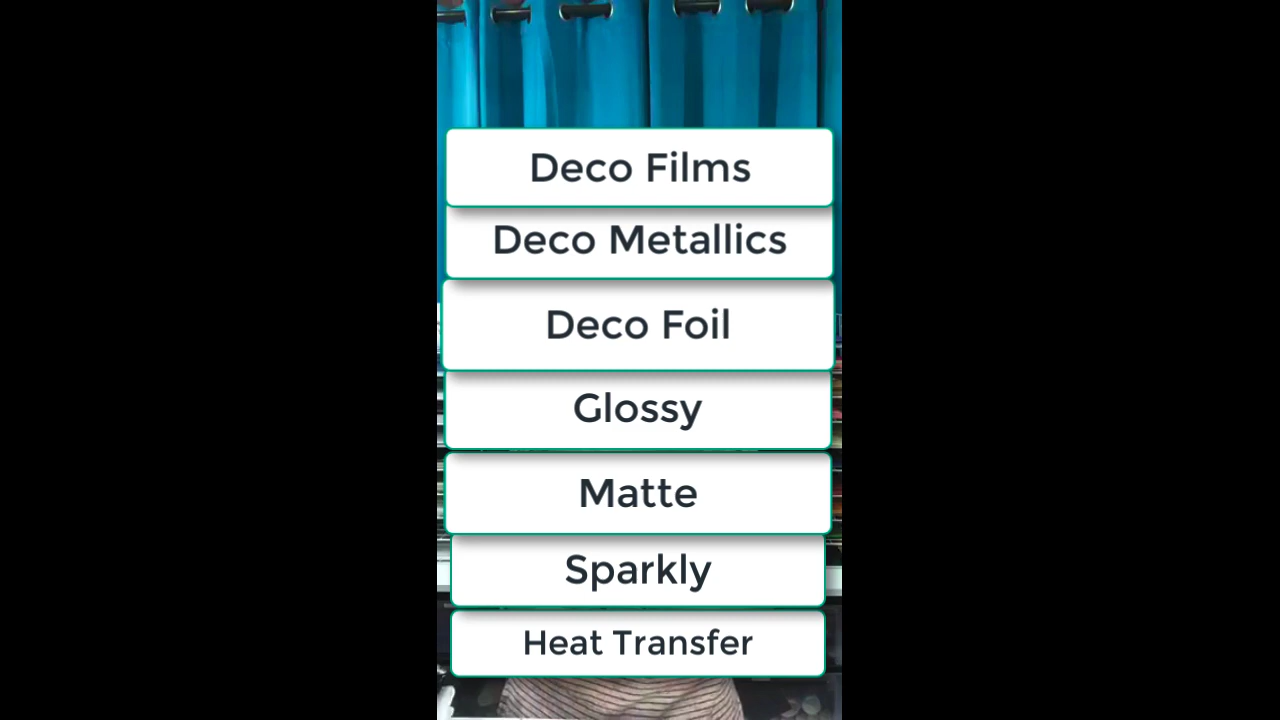 Deco Films
Deco Metallics
Deco Foil
Glossy
Matte
Sparkly
Heat Transfer